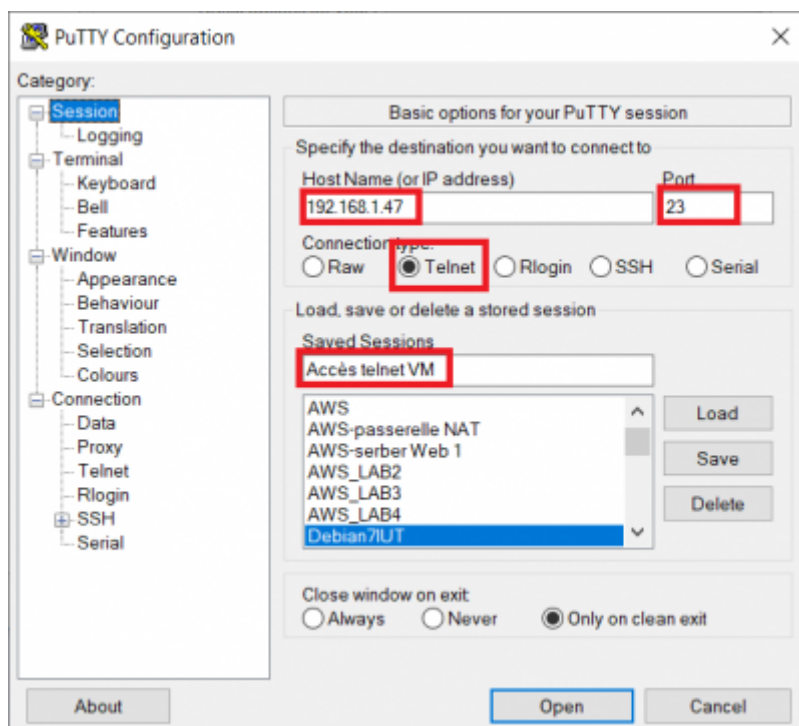 PuTTY Configuration
Category:
Session
Logging
Terminal
Keyboard
Bell
Features
Window
Appearance
Behaviour
Translation
Selection
Colours
Connection
Data
Proxy
Telnet
Rlogin
SSH
Serial
Basic options for your PuTTY session
Specify the destination you want to connect to
Host Name (or IP address) Port
192.168.1.47 23
Connection type:
Raw Telnet Rlogin SSH Serial
Load, save or delete a stored session
Saved Sessions
Accès telnet VM
AWS
AWS-passerelle NAT
AWS-serber Web 1
AWS_LAB2
AWS_LAB3
AWS_LAB4
Debian7IUT
Load
Save
Delete
Close window on exit:
Always Never Only on clean exit
About Open Cancel